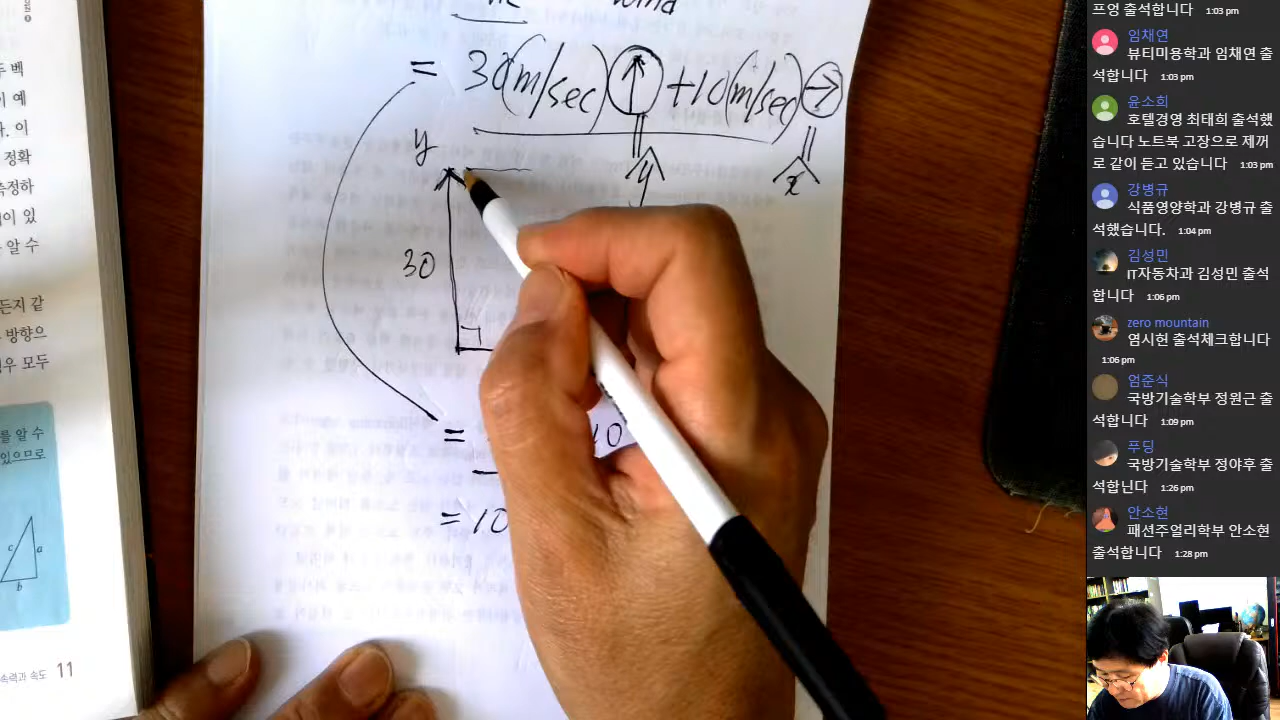 wind
= 30(m/sec) ↑ + 10(m/sec) →
y
y
x
30
=
10
= 10
벡
예
다. 이
정확
측정하
이 있
알 수
든지 같
방향으
우 모두
를 알 수
있으므로
c
a
b
속력과 속도 11
프엉 출석합니다 1:03 pm
임채연
뷰티미용학과 임채연 출
석합니다 1:03 pm
윤소희
호텔경영 최태희 출석했
습니다 노트북 고장으로 제꺼
로 같이 듣고 있습니다 1:03 pm
강병규
식품영양학과 강병규 출
석했습니다. 1:04 pm
김성민
IT자동차과 김성민 출석
합니다 1:06 pm
zero mountain
염시헌 출석체크합니다
1:06 pm
엄준식
국방기술학부 정원근 출
석합니다 1:09 pm
푸딩
국방기술학부 정야후 출
석합닌다 1:26 pm
안소현
패션주얼리학부 안소현
출석합니다 1:28 pm